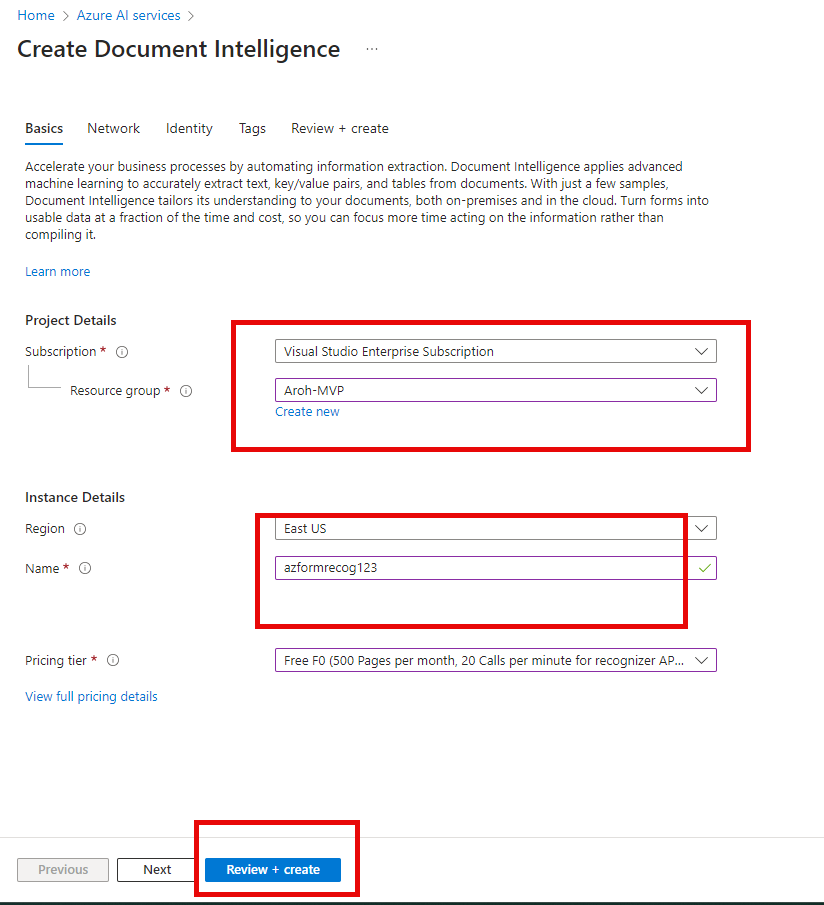 Home > Azure AI services >
Create Document Intelligence ...
Basics Network Identity Tags Review + create
Accelerate your business processes by automating information extraction. Document Intelligence applies advanced
machine learning to accurately extract text, key/value pairs, and tables from documents. With just a few samples,
Document Intelligence tailors its understanding to your documents, both on-premises and in the cloud. Turn forms into
usable data at a fraction of the time and cost, so you can focus more time acting on the information rather than
compiling it.
Learn more
Project Details
Subscription * Visual Studio Enterprise Subscription
Resource group * Aroh-MVP
Create new
Instance Details
Region East US
Name * azformrecog123
Pricing tier * Free F0 (500 Pages per month, 20 Calls per minute for recognizer AP...
View full pricing details
Previous Next Review + create